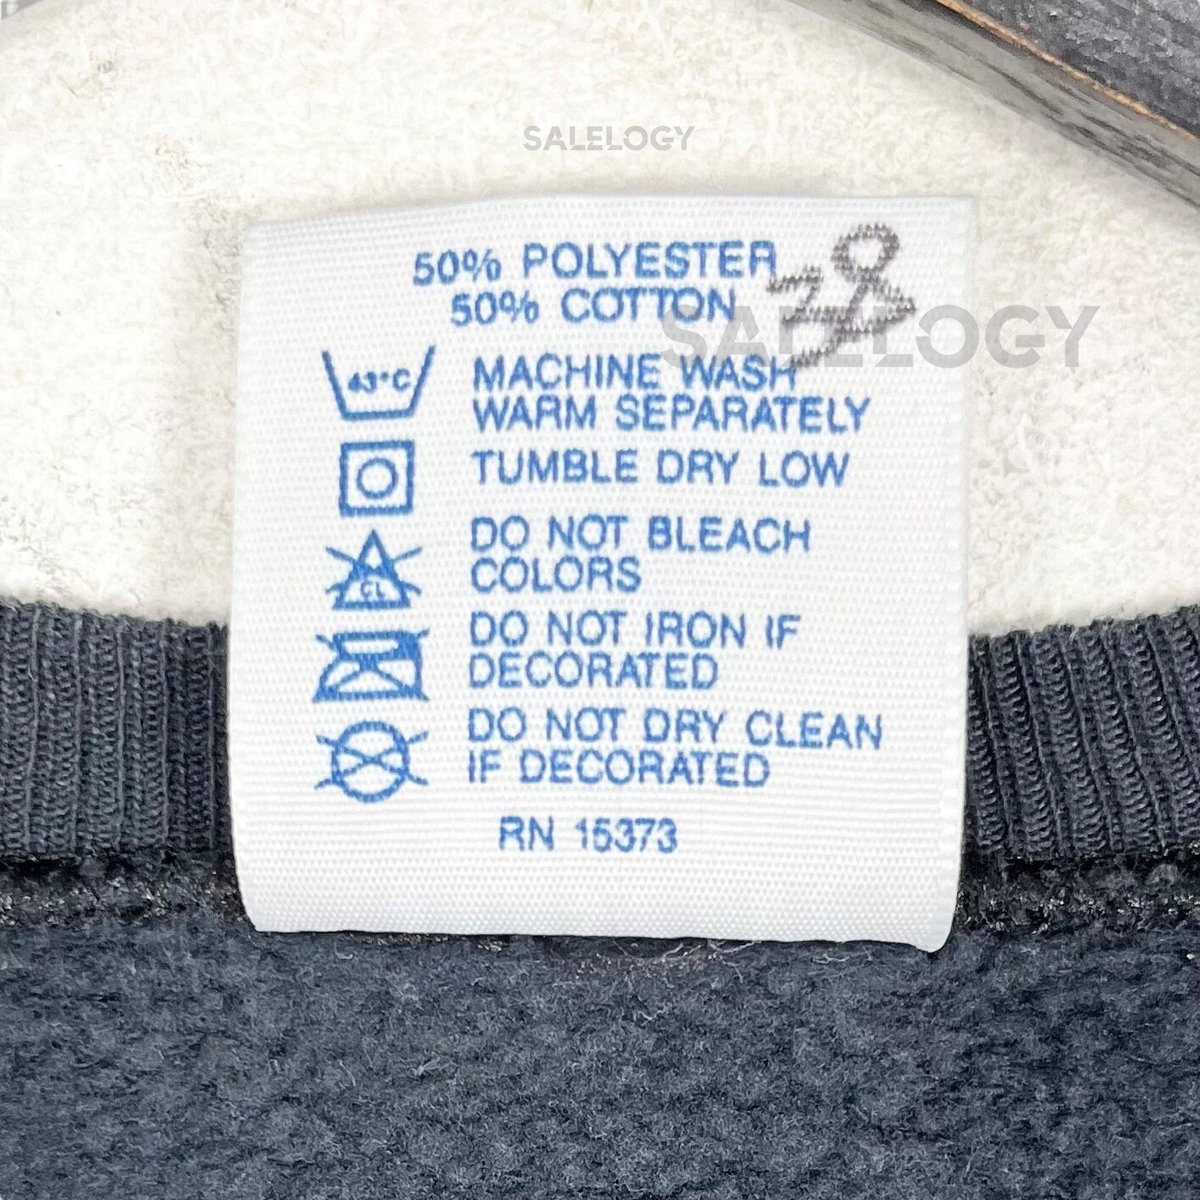 SALELOGY
50% POLYESTER
50% COTTON
SALELOGY
43°C
MACHINE WASH
WARM SEPARATELY
TUMBLE DRY LOW
DO NOT BLEACH
COLORS
CL
DO NOT IRON IF
DECORATED
DO NOT DRY CLEAN
IF DECORATED
RN 15373